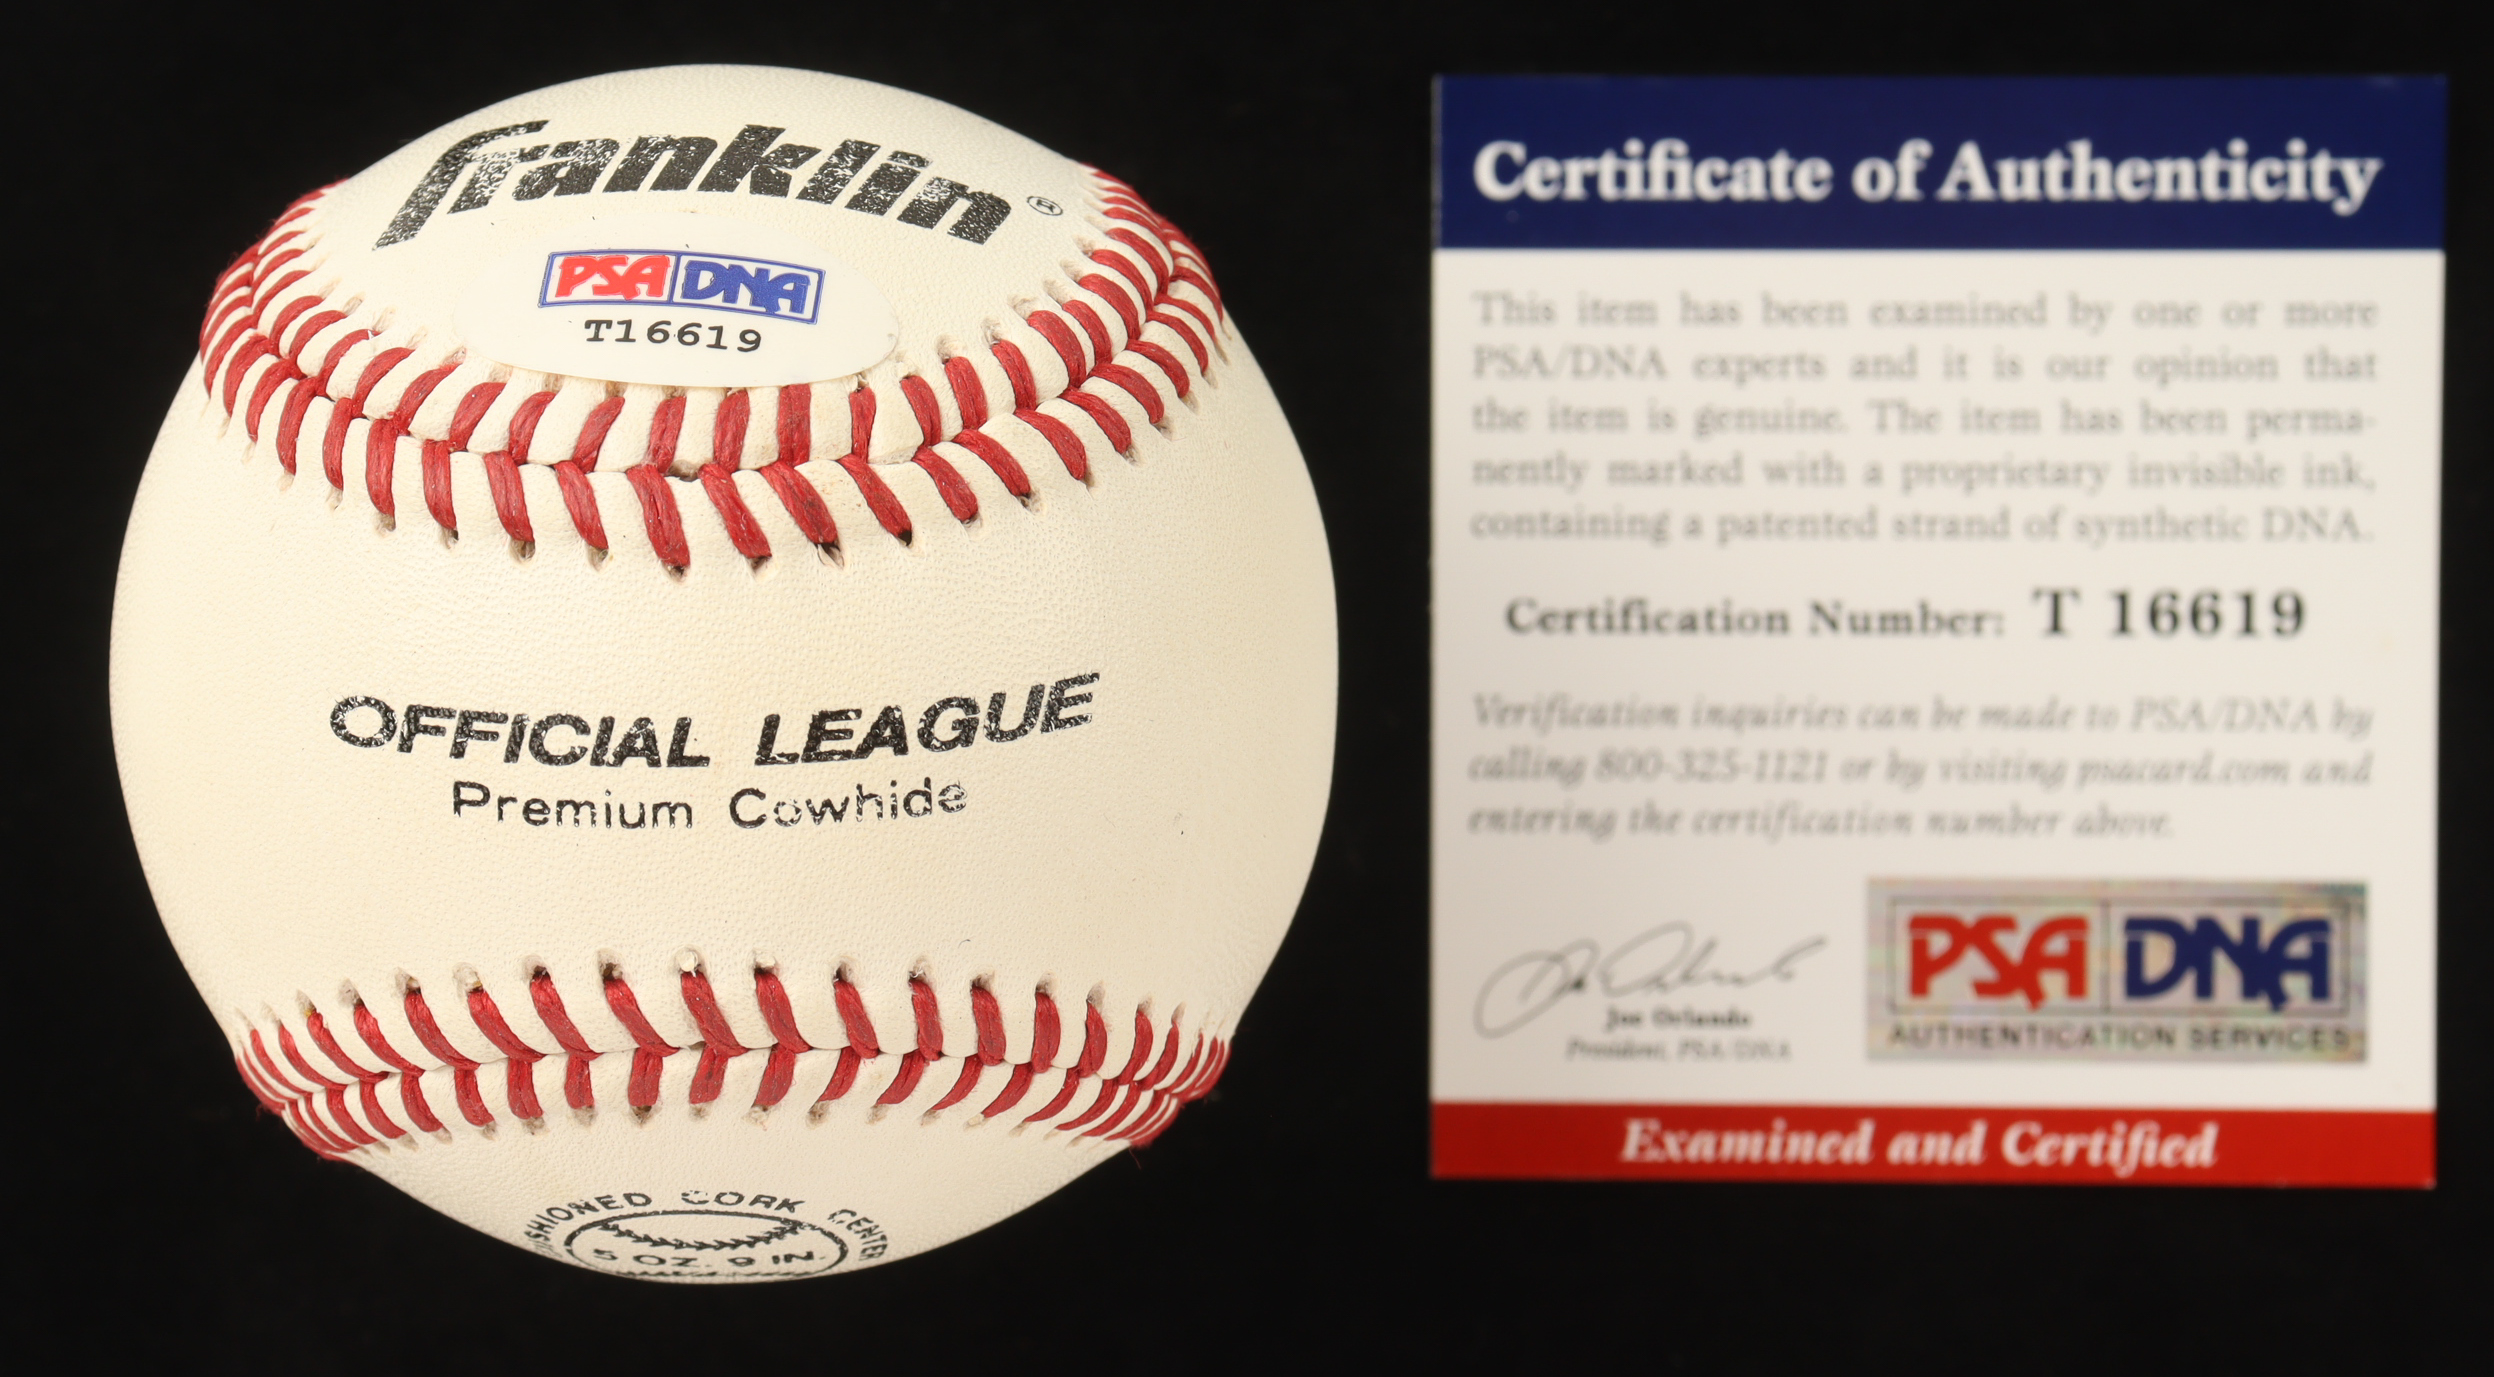 Franklin®
PSA DNA
T16619
OFFICIAL LEAGUE
Premium Cowhide
CORK CENTER
5 OZ. 9 IN.
Certificate of Authenticity
This item has been examined by one or more
PSA/DNA experts and it is our opinion that
the item is genuine. The item has been perma-
nently marked with a proprietary invisible ink,
containing a patented strand of synthetic DNA.
Certification Number: T 16619
Verification inquiries can be made to PSA/DNA by
calling 800-325-1121 or by visiting psacard.com and
entering the certification number above.
Joe Orlando
President, PSA/DNA
PSA DNA
AUTHENTICATION SERVICES
Examined and Certified